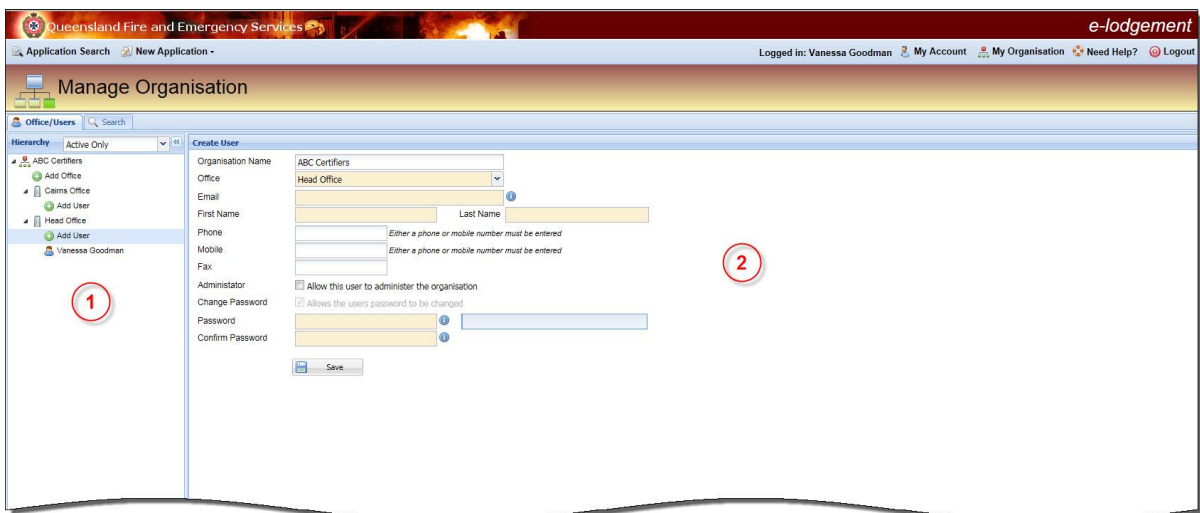 Queensland Fire and Emergency Services
e-lodgement
Application Search New Application Logged in: Vanessa Goodman My Account My Organisation Need Help? Logout
Manage Organisation
Office/Users Search
Hierarchy Active Only
ABC Certifiers
Add Office
Cairns Office
Add User
Head Office
Add User
Vanessa Goodman
1
Create User
Organisation Name ABC Certifiers
Office Head Office
Email
First Name Last Name
Phone Either a phone or mobile number must be entered
Mobile Either a phone or mobile number must be entered
Fax
Administator Allow this user to administer the organisation
Change Password Allows the users password to be changed
Password
Confirm Password
Save
2